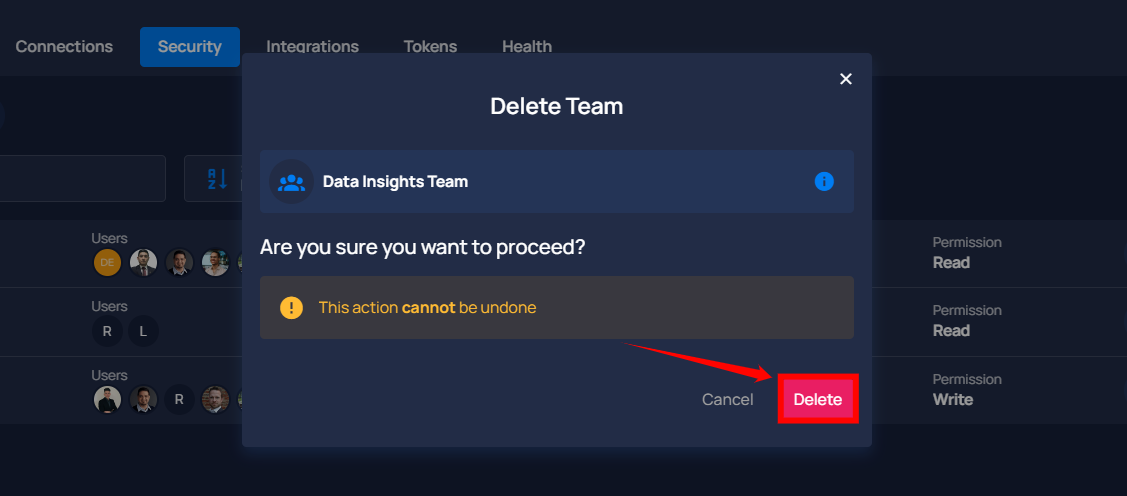 Connections Security Integrations Tokens Health
Delete Team
Data Insights Team
Are you sure you want to proceed?
This action cannot be undone
Cancel Delete
Users
DE
Permission
Read
Users
R L
Permission
Read
Users
R
Permission
Write